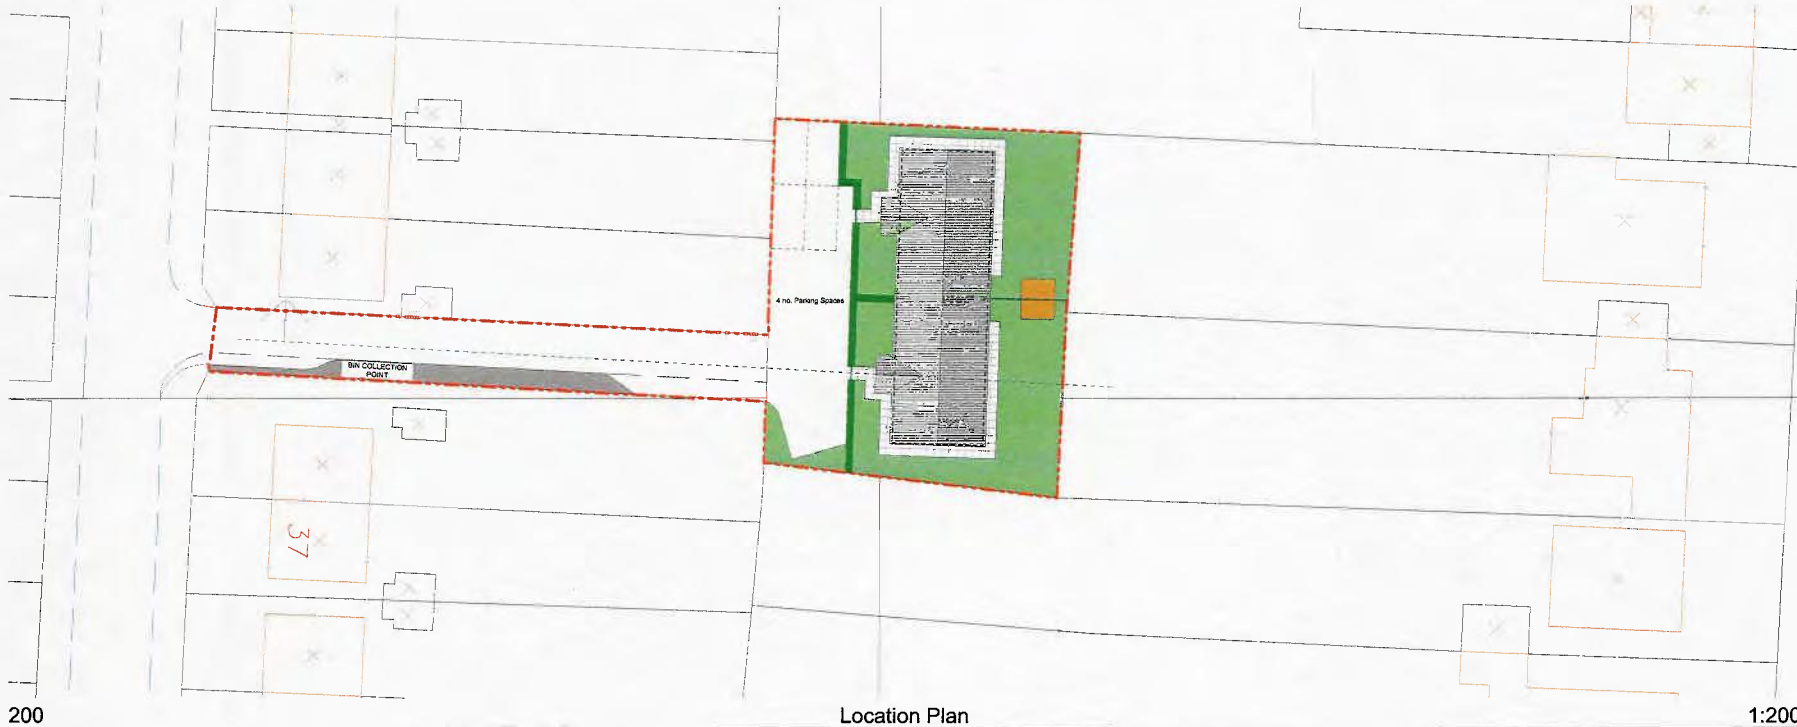 4 no. Parking Spaces
BIN COLLECTION
POINT
37
200
Location Plan
1:200